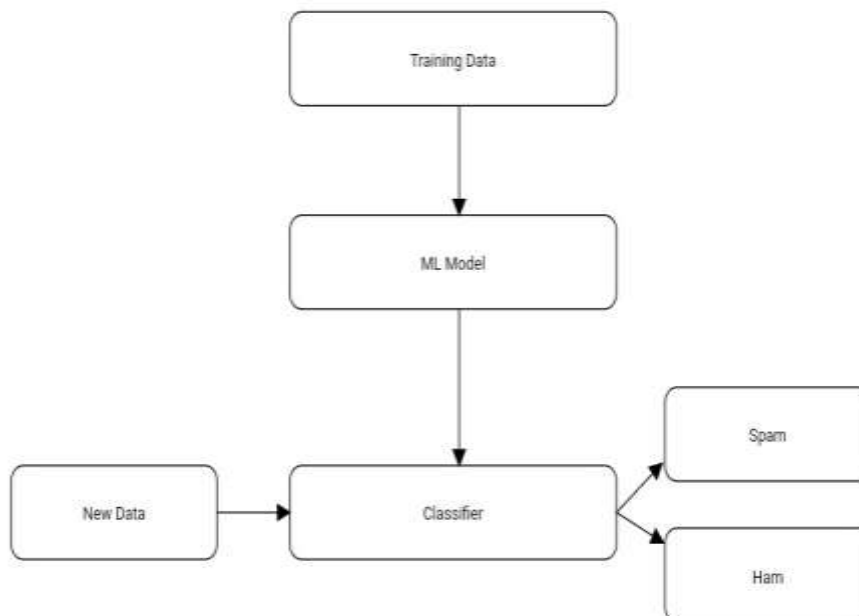 Training Data
ML Model
Spam
New Data
Classifier
Ham